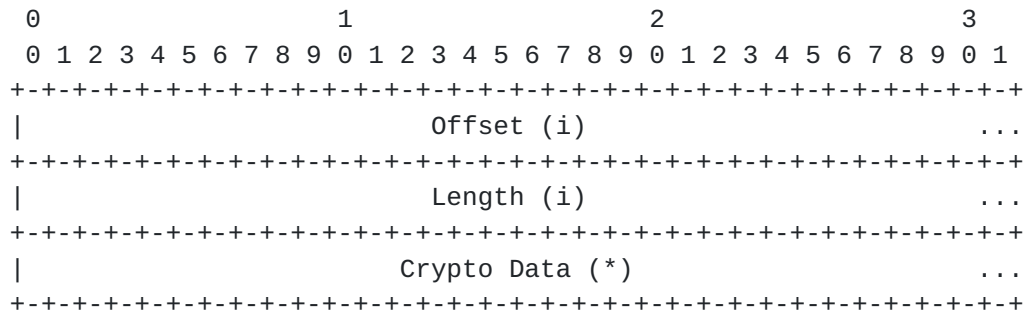 0                   1                   2                   3
 0 1 2 3 4 5 6 7 8 9 0 1 2 3 4 5 6 7 8 9 0 1 2 3 4 5 6 7 8 9 0 1
+-+-+-+-+-+-+-+-+-+-+-+-+-+-+-+-+-+-+-+-+-+-+-+-+-+-+-+-+-+-+-+-+
|                          Offset (i)                         ...
+-+-+-+-+-+-+-+-+-+-+-+-+-+-+-+-+-+-+-+-+-+-+-+-+-+-+-+-+-+-+-+-+
|                          Length (i)                         ...
+-+-+-+-+-+-+-+-+-+-+-+-+-+-+-+-+-+-+-+-+-+-+-+-+-+-+-+-+-+-+-+-+
|                        Crypto Data (*)                      ...
+-+-+-+-+-+-+-+-+-+-+-+-+-+-+-+-+-+-+-+-+-+-+-+-+-+-+-+-+-+-+-+-+